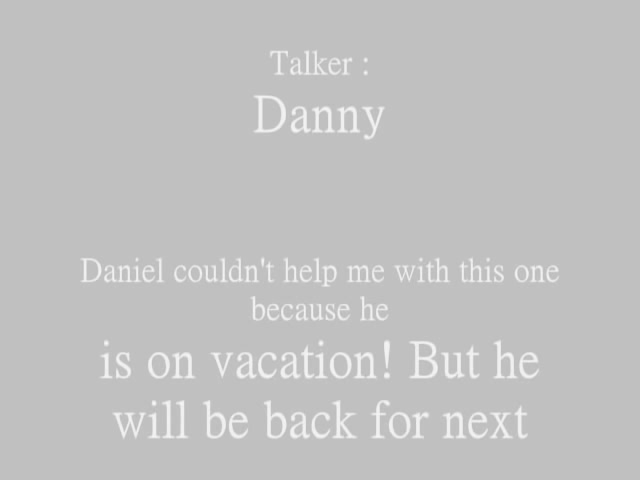 Talker :
Danny
Daniel couldn't help me with this one
because he
is on vacation! But he
will be back for next